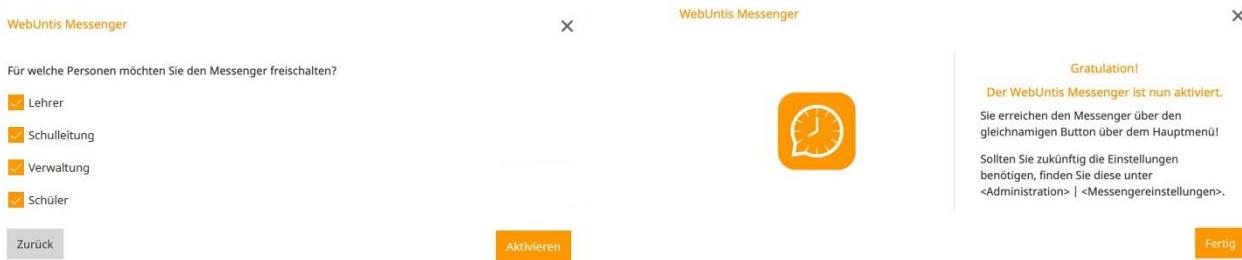 WebUntis Messenger
Für welche Personen möchten Sie den Messenger freischalten?
Lehrer
Schulleitung
Verwaltung
Schüler
Zurück
Aktivieren
WebUntis Messenger
Gratulation!
Der WebUntis Messenger ist nun aktiviert.
Sie erreichen den Messenger über den
gleichnamigen Button über dem Hauptmenü!
Sollten Sie zukünftig die Einstellungen
benötigen, finden Sie diese unter
<Administration> | <Messengereinstellungen>.
Fertig